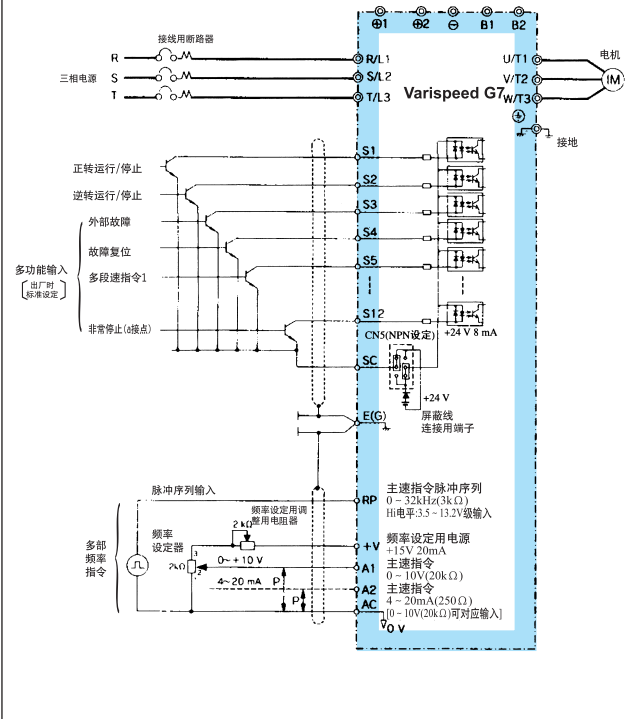 ⊕1 ⊕2 ⊖ B1 B2
接线用断路器
电机
R R/L1 U/T1
三相电源 S S/L2 V/T2 IM
T T/L3 Varispeed G7 W/T3
接地
正转运行/停止 S1
逆转运行/停止 S2
外部故障 S3
故障复位 S4
多功能输入
出厂时
标准设定
多段速指令1 S5
非常停止(a接点) S12
CN5(NPN设定) +24 V 8 mA
SC
+24 V
E(G) 屏蔽线
连接用端子
脉冲序列输入
RP 主速指令脉冲序列
0~32kHz(3kΩ)
Hi电平:3.5~13.2V级输入
频率设定用调
整用电阻器
2 kΩ
频率
设定器
多部
频率
指令
+V 频率设定用电源
+15V 20mA
3
2kΩ
2
0~+10 V A1 主速指令
0~10V(20kΩ)
4~20 mA P A2 主速指令
4~20mA(250Ω)
P AC [0~10V(20kΩ)可对应输入]
0 V